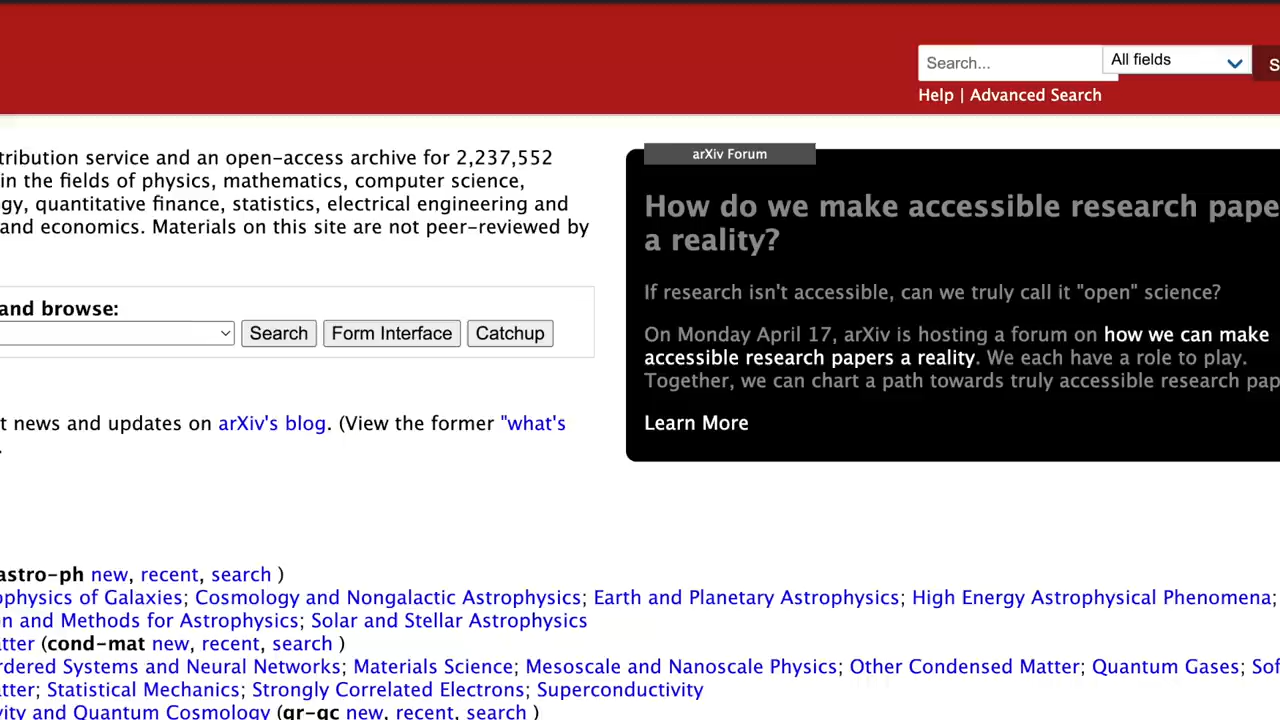 Search...
All fields
S
Help | Advanced Search
tribution service and an open-access archive for 2,237,552
in the fields of physics, mathematics, computer science,
gy, quantitative finance, statistics, electrical engineering and
and economics. Materials on this site are not peer-reviewed by
arXiv Forum
How do we make accessible research pape
a reality?
If research isn't accessible, can we truly call it "open" science?
On Monday April 17, arXiv is hosting a forum on how we can make
accessible research papers a reality. We each have a role to play.
Together, we can chart a path towards truly accessible research pap
Learn More
and browse:
Search
Form Interface
Catchup
t news and updates on arXiv's blog. (View the former "what's
.
astro-ph new, recent, search )
ophysics of Galaxies; Cosmology and Nongalactic Astrophysics; Earth and Planetary Astrophysics; High Energy Astrophysical Phenomena;
on and Methods for Astrophysics; Solar and Stellar Astrophysics
atter (cond-mat new, recent, search )
rdered Systems and Neural Networks; Materials Science; Mesoscale and Nanoscale Physics; Other Condensed Matter; Quantum Gases; Sof
tter; Statistical Mechanics; Strongly Correlated Electrons; Superconductivity
vity and Quantum Cosmology (gr-qc new, recent, search )